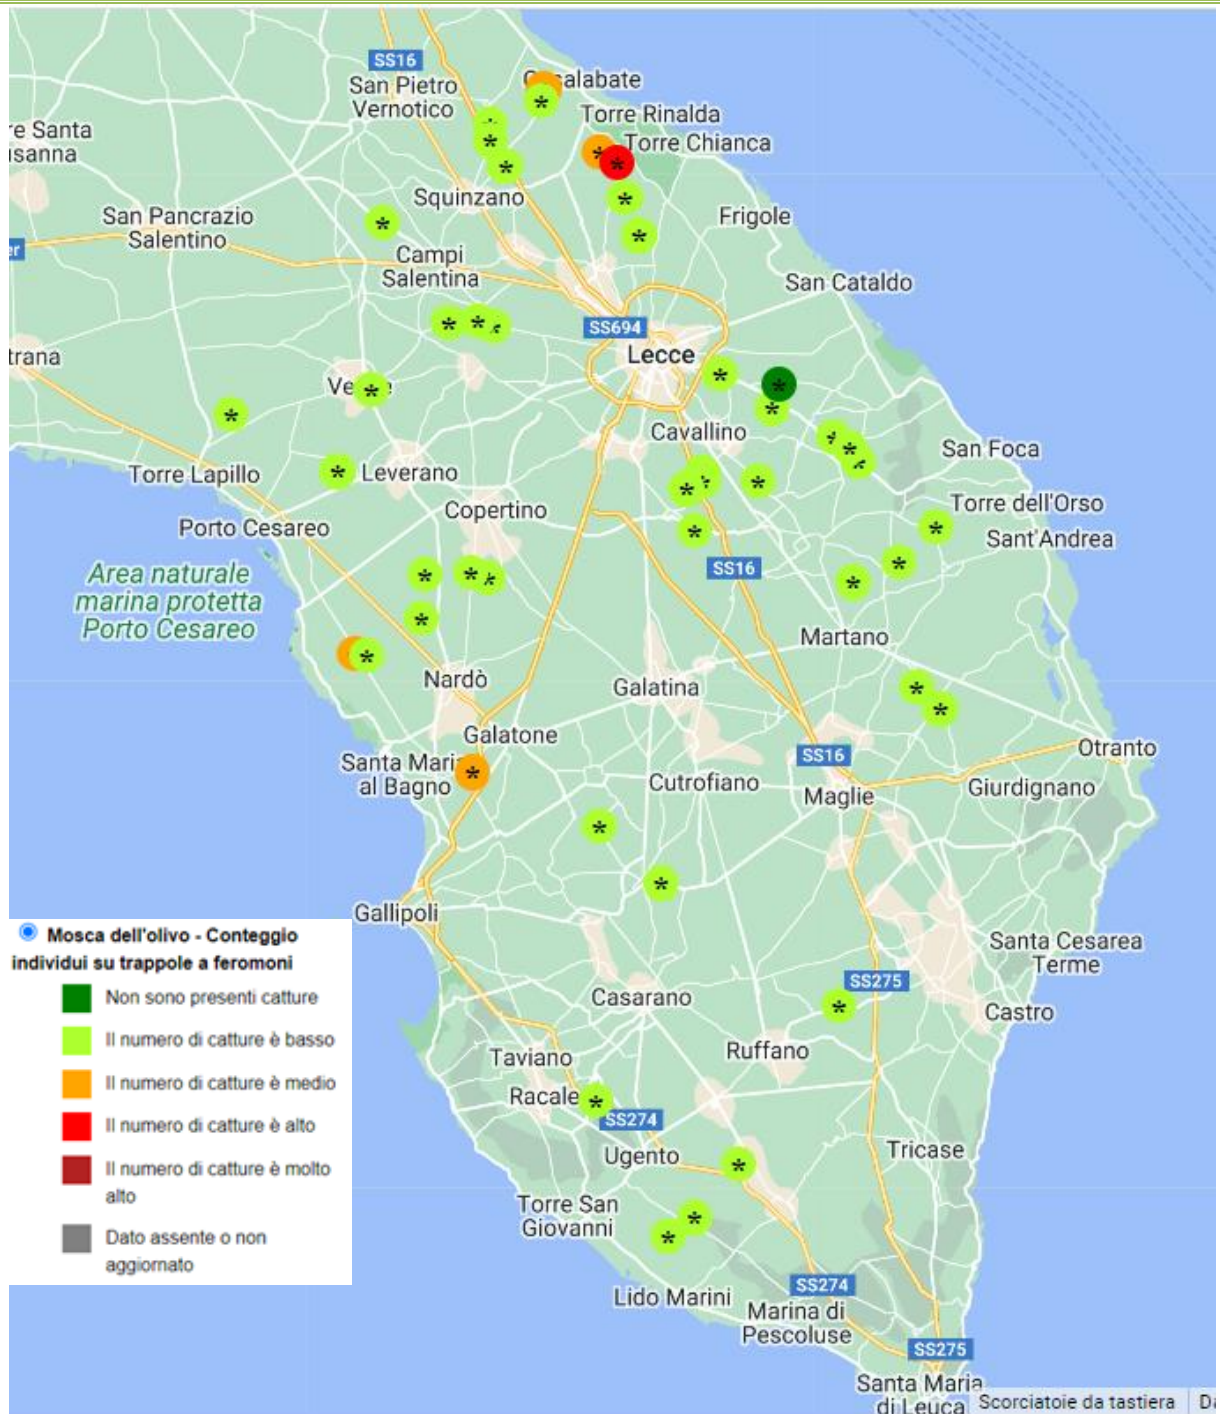 SS16
San Pietro
Vernotico
Torre Rinalda
Torre Chianca
re Santa
usanna
Squinzano
San Pancrazio
Salentino
Frigole
Campi
Salentina
San Cataldo
SS694
Lecce
trana
Cavallino
San Foca
Torre Lapillo
Leverano
Copertino
Torre dell'Orso
Porto Cesareo
Sant'Andrea
SS16
Area naturale
marina protetta
Porto Cesareo
Martano
Nardò
Galatina
Galatone
Otranto
SS16
Santa Maria
al Bagno
Cutrofiano
Maglie
Giurdignano
Gallipoli
Mosca dell'olivo - Conteggio
individui su trappole a feromoni
Non sono presenti catture
Il numero di catture è basso
Il numero di catture è medio
Il numero di catture è alto
Il numero di catture è molto
alto
Dato assente o non
aggiornato
Santa Cesarea
Terme
SS275
Casarano
Castro
Taviano
Ruffano
Racale
SS274
Ugento
Tricase
Torre San
Giovanni
SS274
Lido Marini
Marina di
Pescoluse
SS275
Santa Maria
di Leuca
Scorciatoie da tastiera